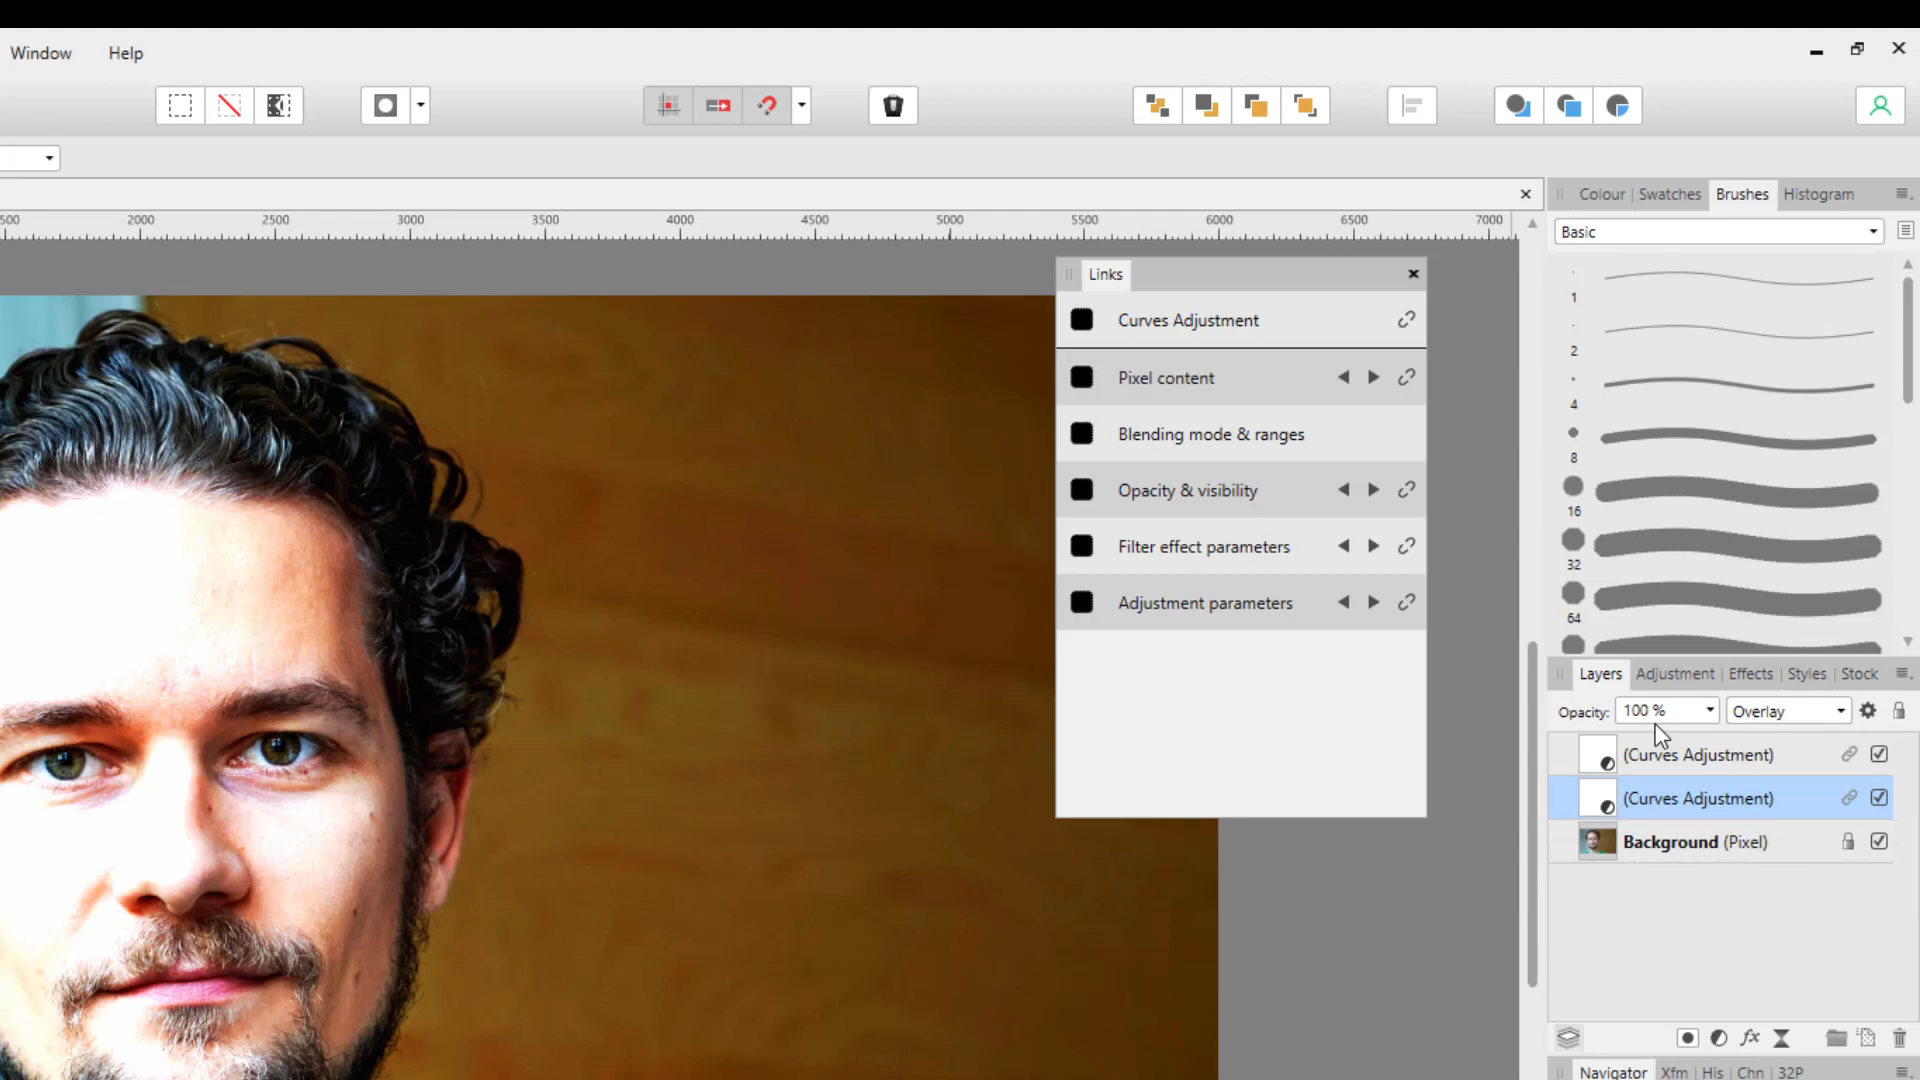 Window Help
500 2000 2500 3000 3500 4000 4500 5000 5500 6000 6500 7000
Colour Swatches Brushes Histogram
Basic
1
2
4
8
16
32
64
Links
Curves Adjustment
Pixel content
Blending mode & ranges
Opacity & visibility
Filter effect parameters
Adjustment parameters
Layers Adjustment Effects Styles Stock
Opacity: 100 % Overlay
(Curves Adjustment)
(Curves Adjustment)
Background (Pixel)
fx
Navigator Xfm His Chn 32P